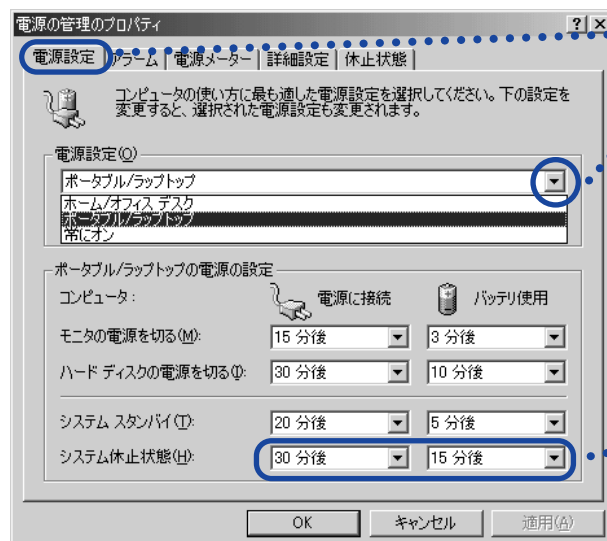 電源の管理のプロパティ
電源設定 アラーム 電源メーター 詳細設定 休止状態
コンピュータの使い方に最も適した電源設定を選択してください。下の設定を
変更すると、選択された電源設定も変更されます。
電源設定(O)
ポータブル/ラップトップ
ホーム/オフィス デスク
ポータブル/ラップトップ
常にオン
ポータブル/ラップトップの電源の設定
コンピュータ: 電源に接続 バッテリ使用
モニタの電源を切る(M): 15 分後 3 分後
ハード ディスクの電源を切る(I): 30 分後 10 分後
システム スタンバイ(T): 20 分後 5 分後
システム休止状態(H): 30 分後 15 分後
OK キャンセル 適用(A)